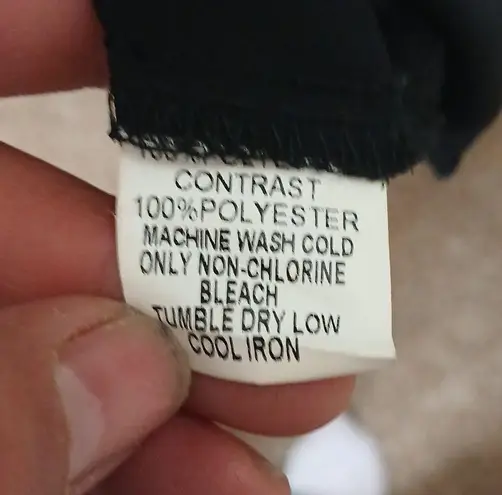 CONTRAST
100%POLYESTER
MACHINE WASH COLD
ONLY NON-CHLORINE
BLEACH
TUMBLE DRY LOW
COOL IRON